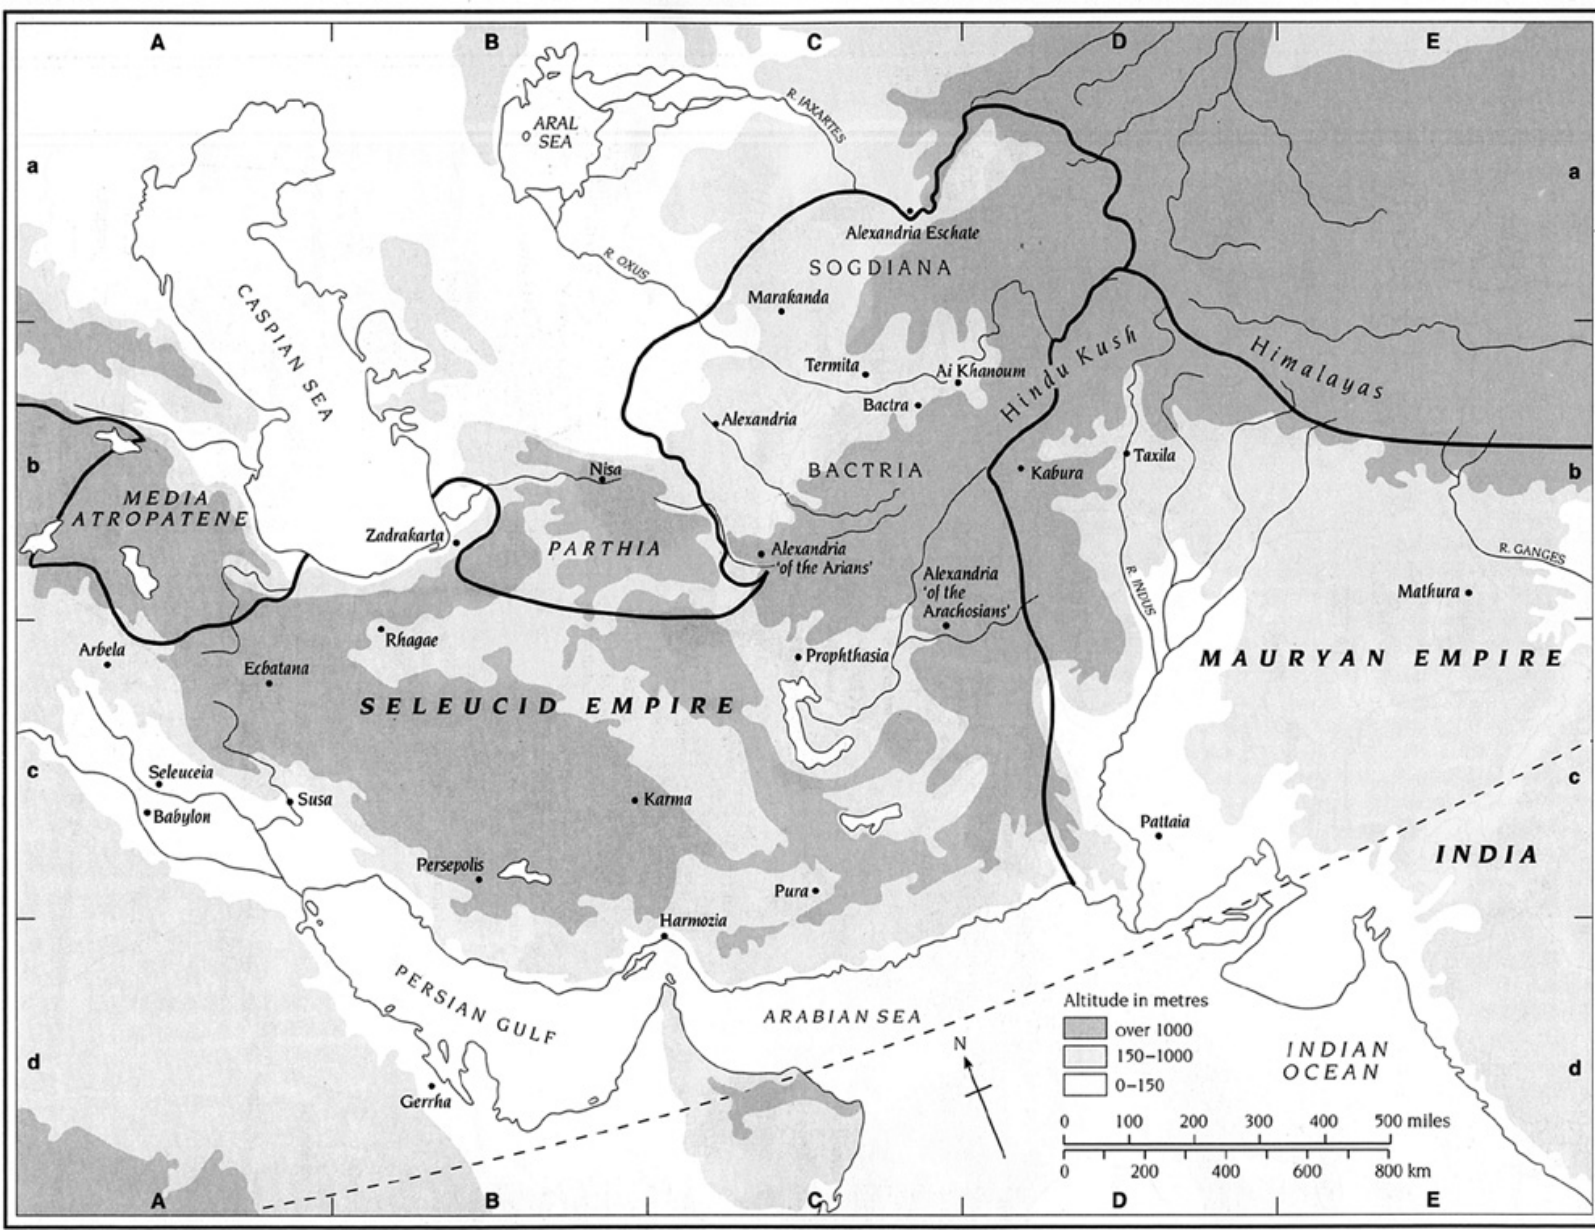 A B C D E
a a
R. JAXARTES
ARAL
SEA
Alexandria Eschate
SOGDIANA
R. OXUS
Marakanda
CASPIAN SEA
Termita
Ai Khanoum
Bactra
Hindu Kush
Himalayas
Alexandria
b b
BACTRIA
Nisa
Kabura
Taxila
MEDIA
ATROPATENE
Zadrakarta
PARTHIA
Alexandria
'of the Arians'
Alexandria
'of the
Arachosians'
R. INDUS
R. GANGES
Mathura
Arbela
Rhagae
Ecbatana
Prophthasia
SELEUCID EMPIRE
MAURYAN EMPIRE
c c
Seleuceia
Babylon
Susa
Karma
Pattaia
INDIA
Persepolis
Pura
Harmozia
PERSIAN GULF
ARABIAN SEA
N
Altitude in metres
over 1000
150–1000
0–150
INDIAN
OCEAN
d d
Gerrha
0 100 200 300 400 500 miles
0 200 400 600 800 km
A B C D E